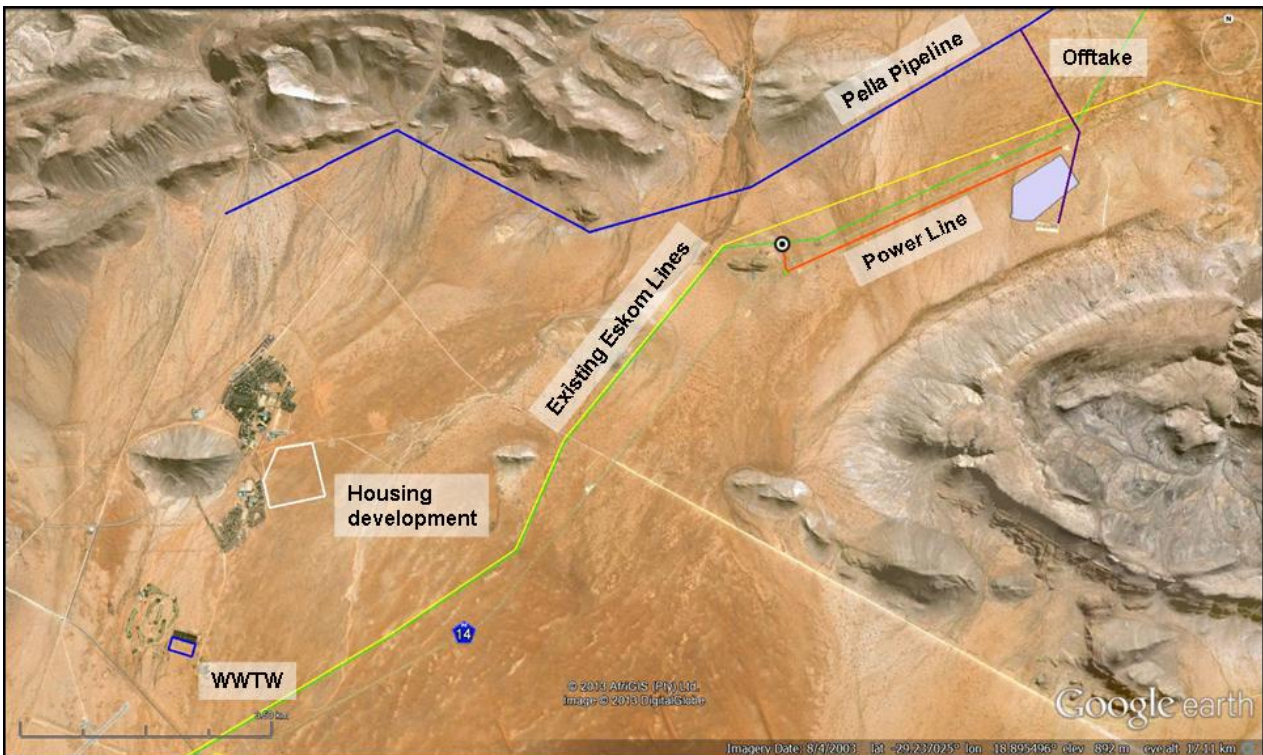 N
Pella Pipeline
Offtake
Power Line
Existing Eskom Lines
Housing
development
14
WWTW
© 2013 AfriGIS (Pty) Ltd.
Image © 2013 DigitalGlobe
Google earth
Imagery Date: 8/4/2003 lat -29.237025° lon 18.895496° elev 892 m eye alt 17.11 km